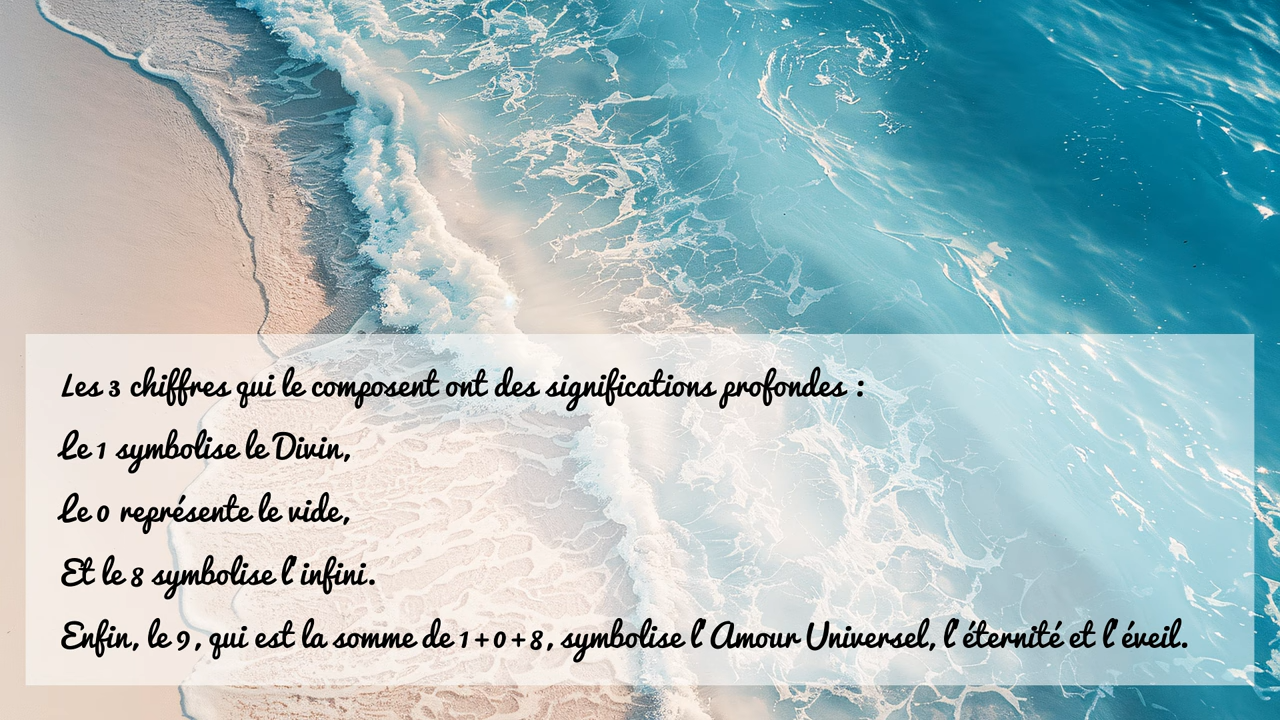 Les 3 chiffres qui le composent ont des significations profondes :
Le 1 symbolise le Divin,
Le 0 représente le vide,
Et le 8 symbolise l'infini.
Enfin, le 9, qui est la somme de 1+0+8, symbolise l'Amour Universel, l'éternité et l'éveil.